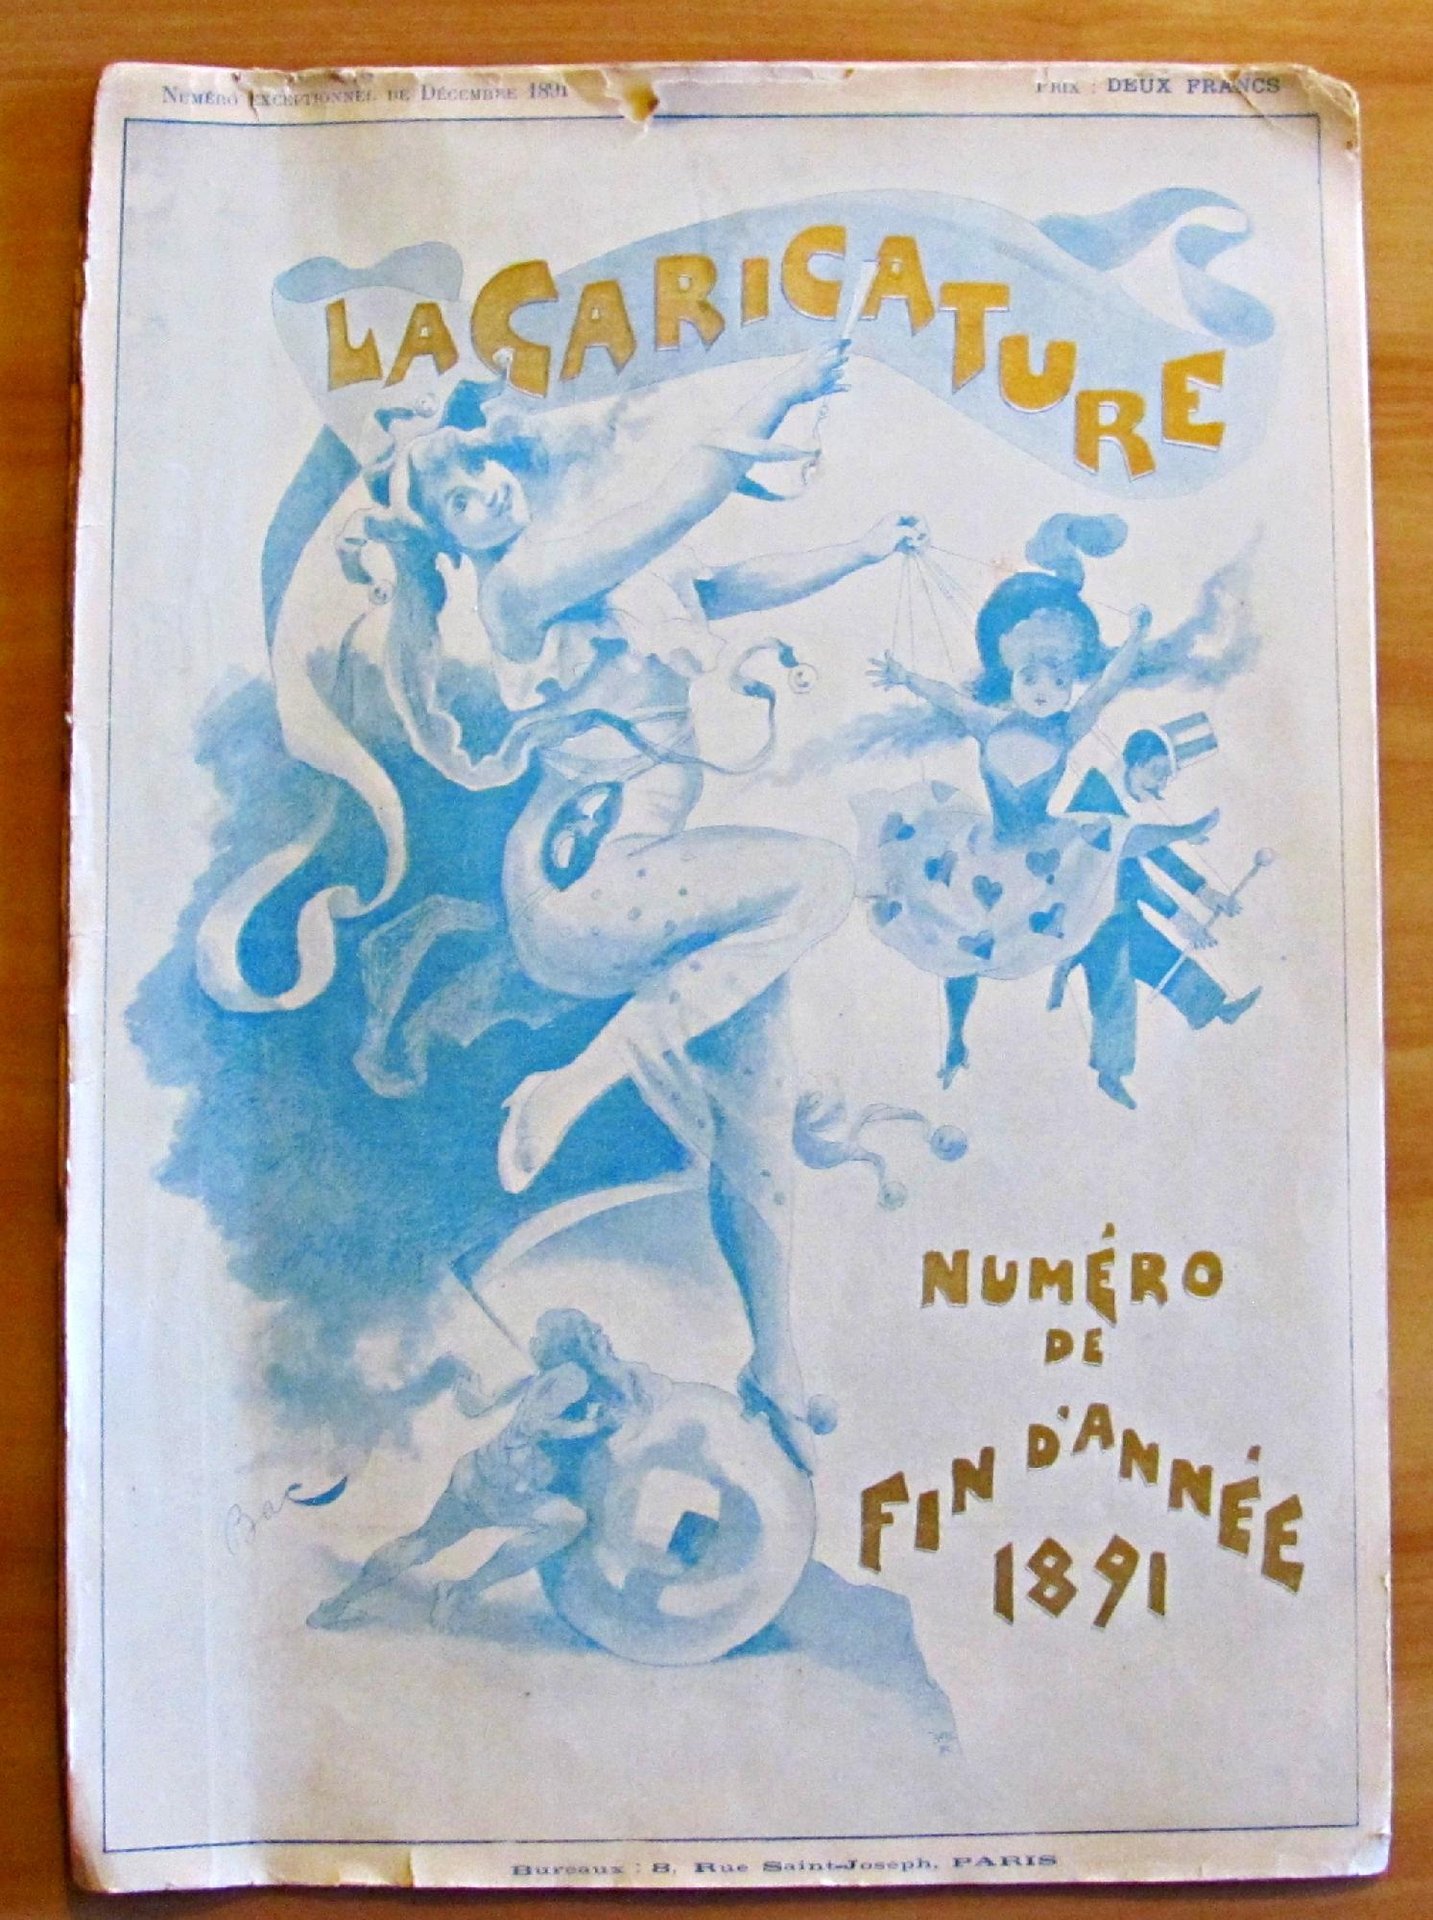 NUMÉRO EXCEPTIONNEL DE DÉCEMBRE 1891
PRIX : DEUX FRANCS
LA CARICATURE
Bac
NUMÉRO
DE
FIN D'ANNÉE
1891
Bureaux : 8, Rue Saint-Joseph, PARIS